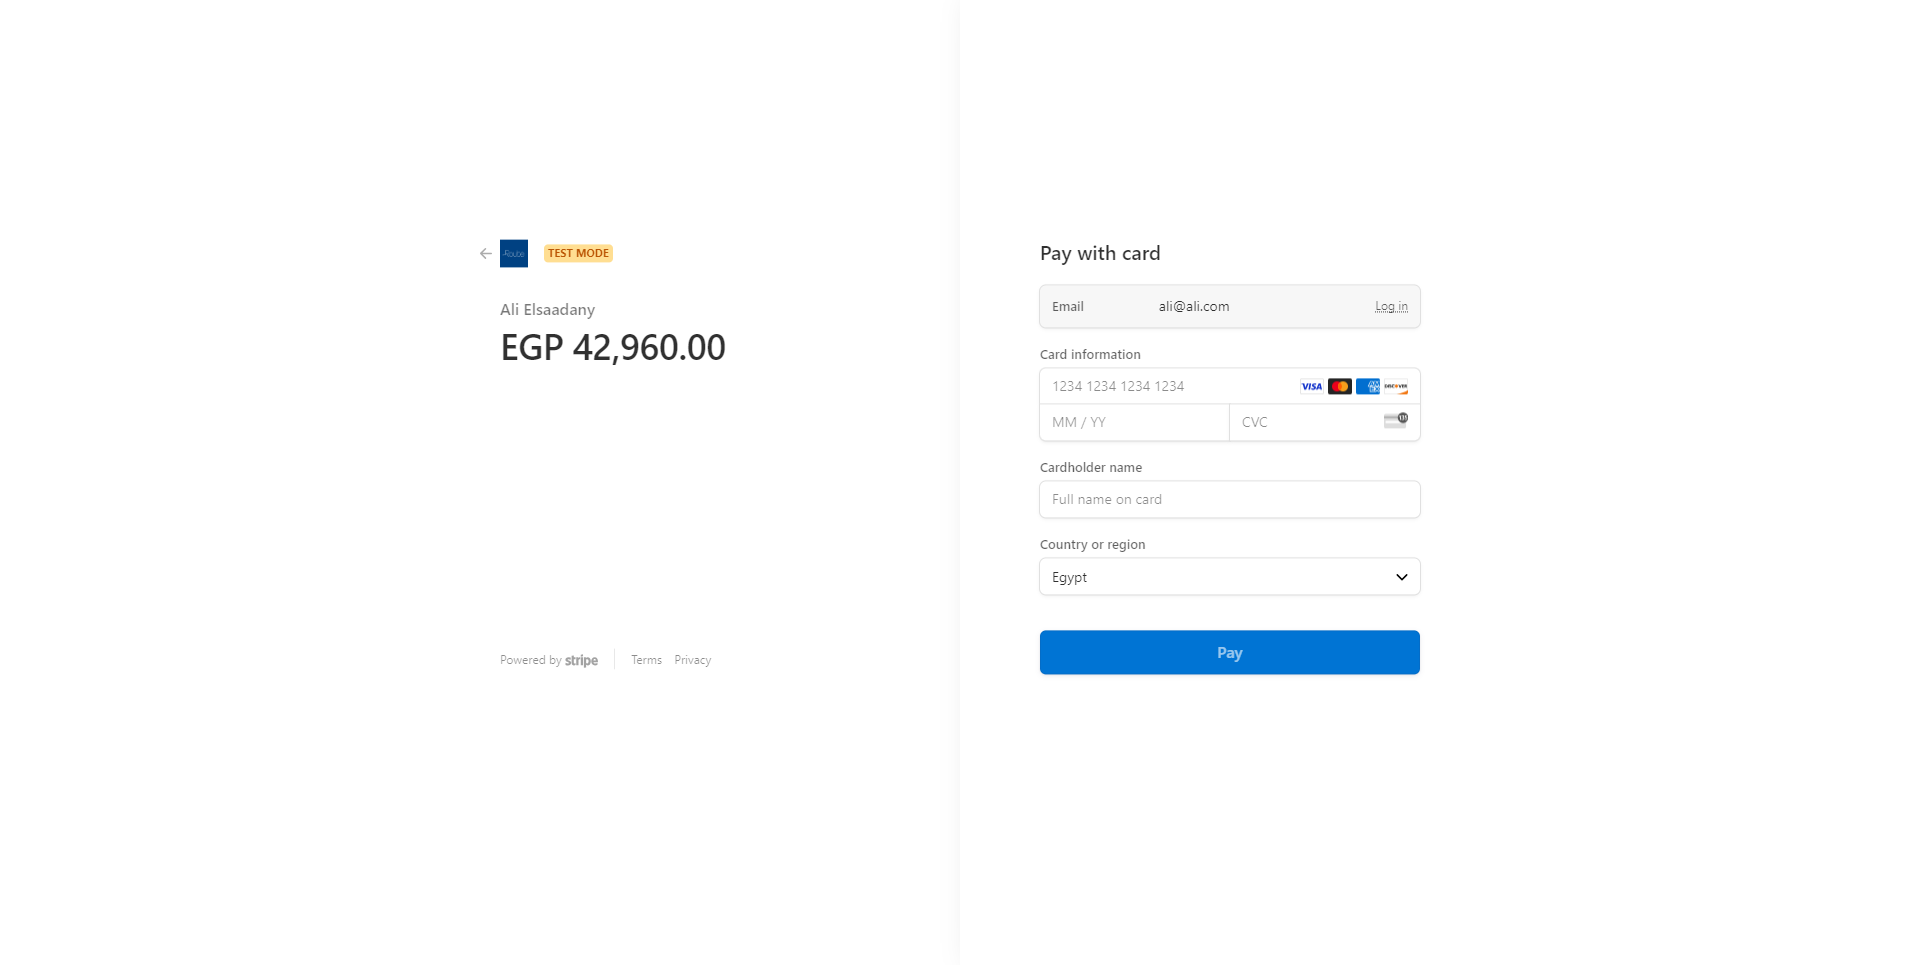 TEST MODE
Ali Elsaadany
EGP 42,960.00
Powered by stripe
Terms
Privacy
Pay with card
Email
ali@ali.com
Log in
Card information
1234 1234 1234 1234
VISA
DISCOVER
MM / YY
CVC
Cardholder name
Full name on card
Country or region
Egypt
Pay